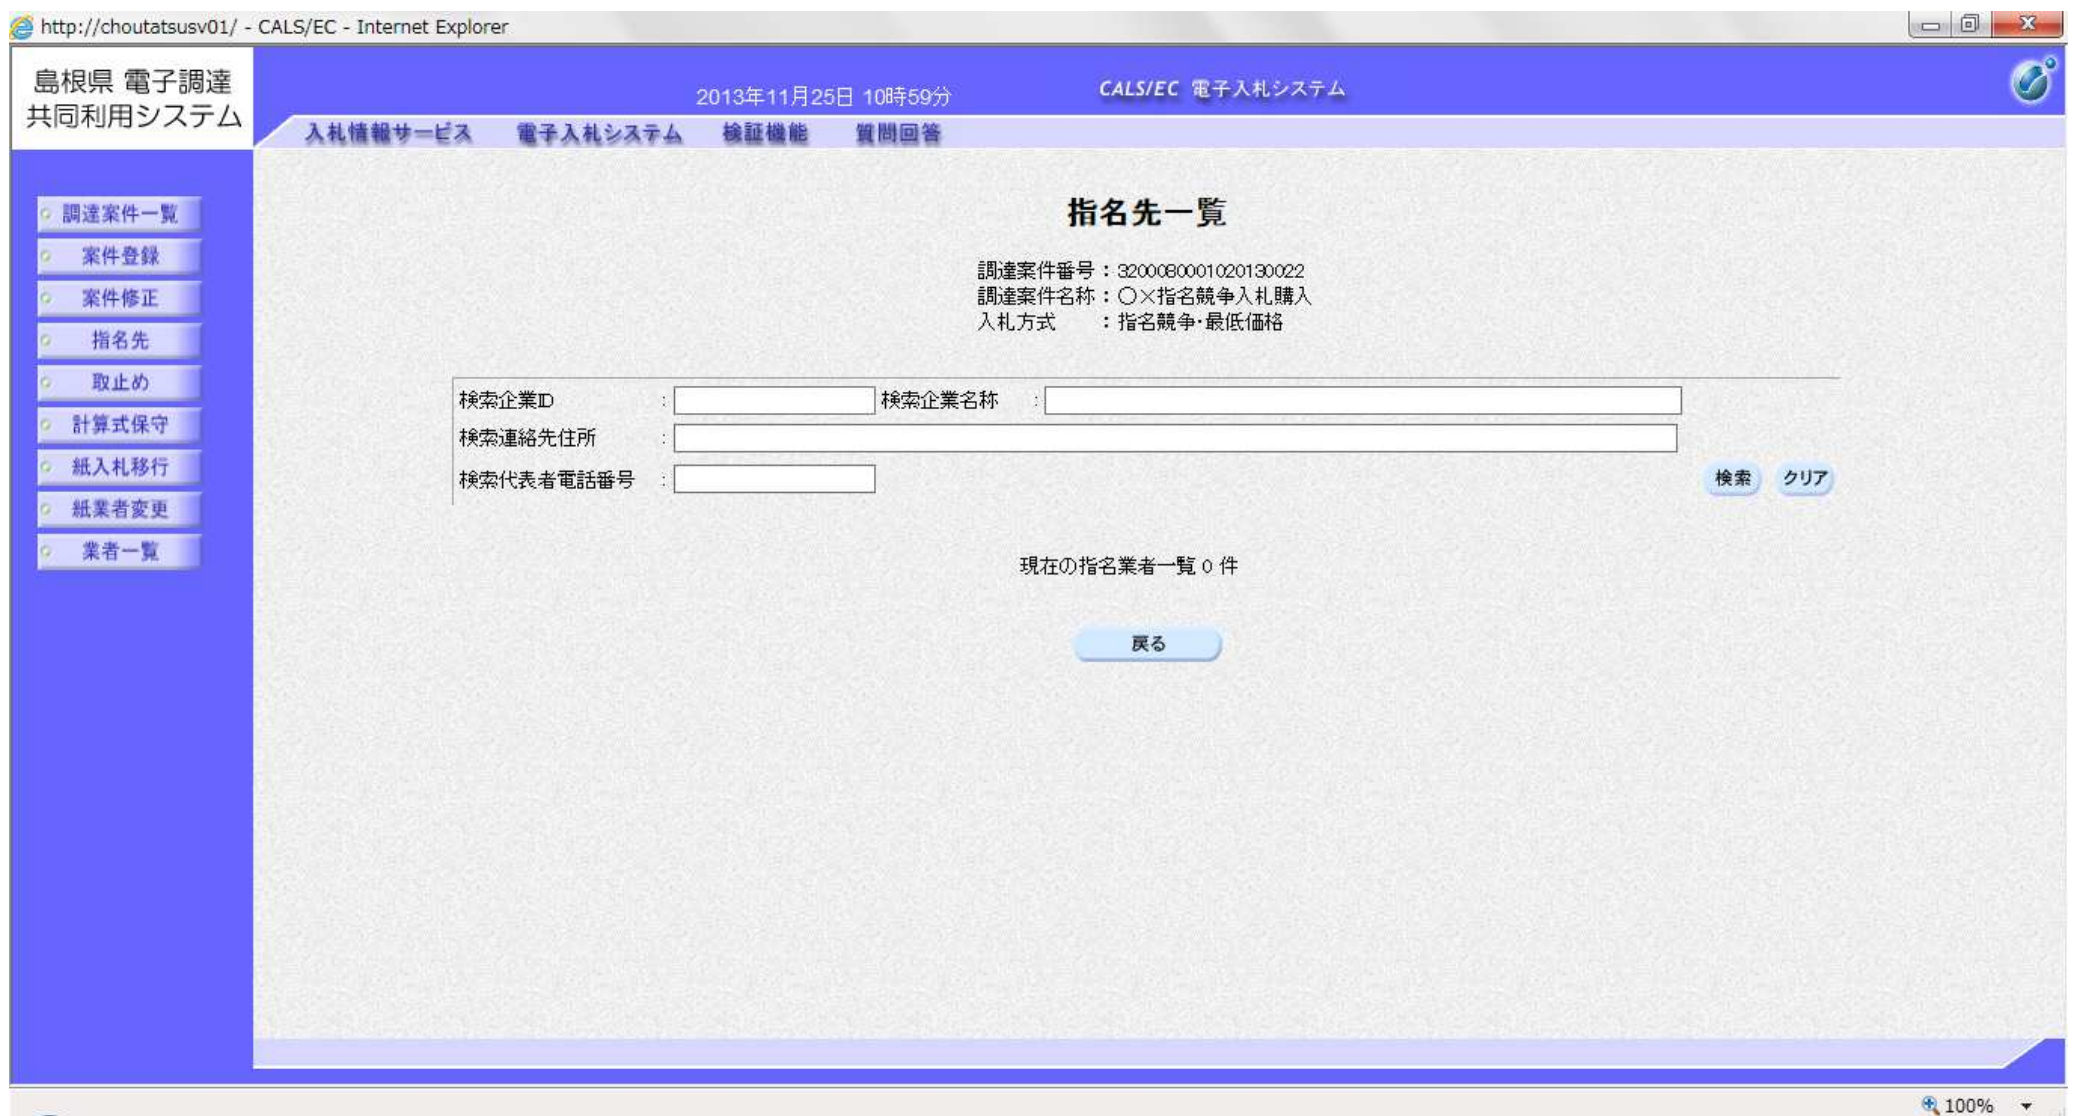 http://choutatsusv01/ - CALS/EC - Internet Explorer
島根県 電子調達
共同利用システム
2013年11月25日 10時59分
CALS/EC 電子入札システム
入札情報サービス 電子入札システム 検証機能 質問回答
調達案件一覧
案件登録
案件修正
指名先
取止め
計算式保守
紙入札移行
紙業者変更
業者一覧
指名先一覧
調達案件番号：3200080001020130022
調達案件名称：〇×指名競争入札購入
入札方式 ：指名競争・最低価格
検索企業ID : 検索企業名称 :
検索連絡先住所 :
検索代表者電話番号 :
検索 クリア
現在の指名業者一覧 0 件
戻る
100%